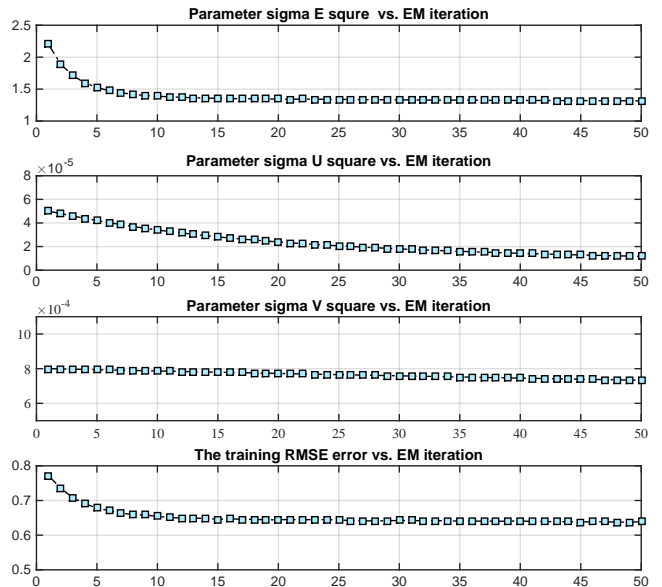 Parameter sigma E squre vs. EM iteration
2.5
2
1.5
1
0 5 10 15 20 25 30 35 40 45 50
Parameter sigma U square vs. EM iteration
×10-5
8
6
4
2
0
0 5 10 15 20 25 30 35 40 45 50
Parameter sigma V square vs. EM iteration
×10-4
10
8
6
0 5 10 15 20 25 30 35 40 45 50
The training RMSE error vs. EM iteration
0.8
0.7
0.6
0.5
0 5 10 15 20 25 30 35 40 45 50